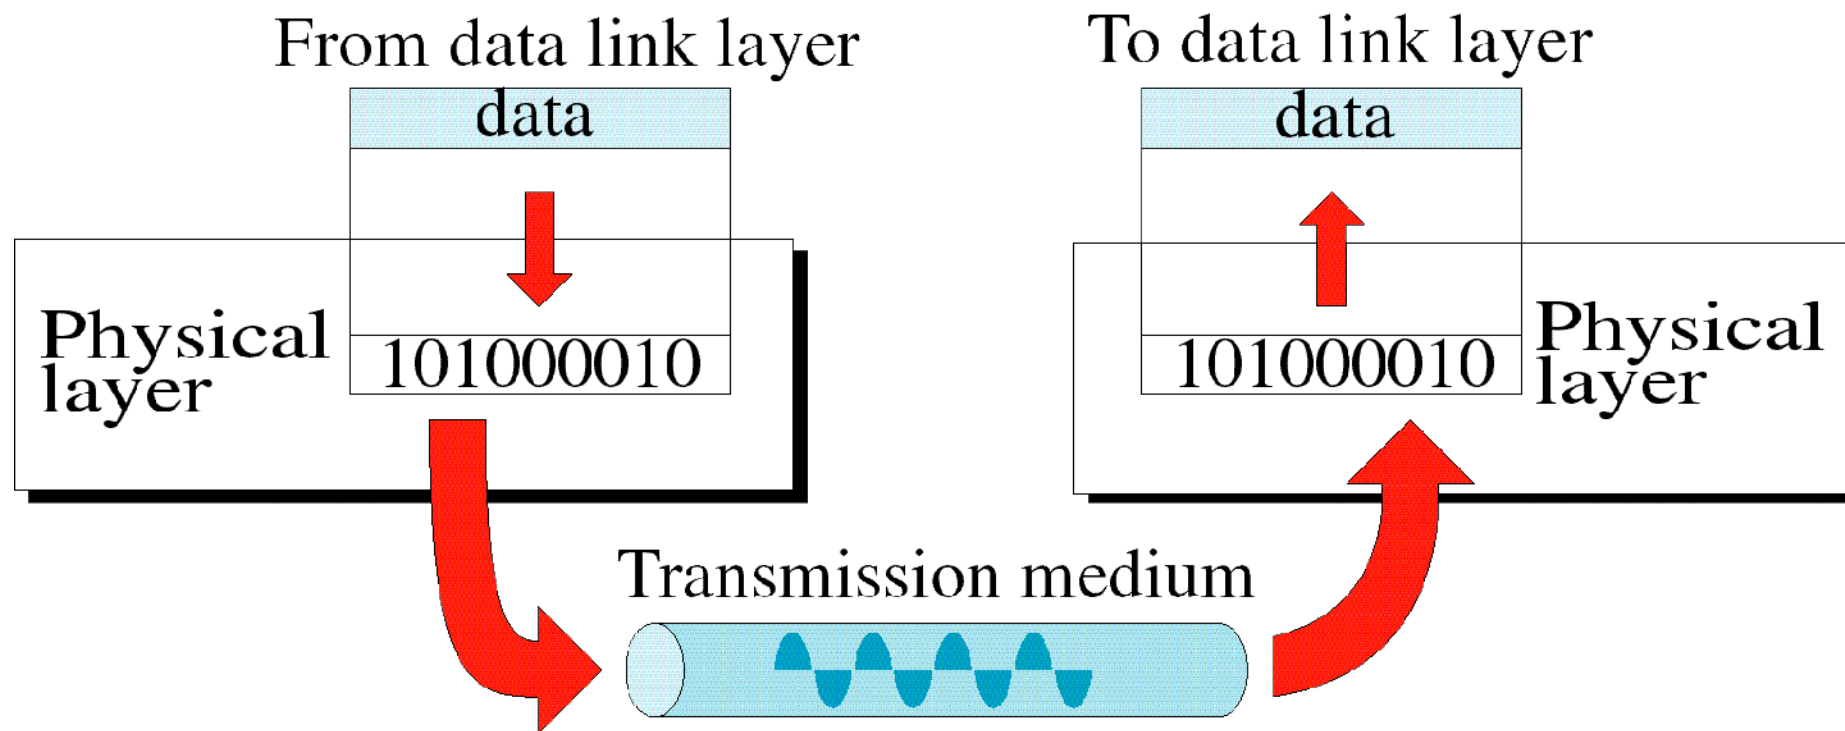 From data link layer
data
Physical
layer
101000010
To data link layer
data
101000010
Physical
layer
Transmission medium